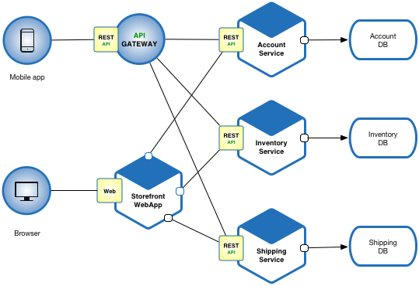 Mobile app
REST
API
API
GATEWAY
REST
API
Account
Service
Account
DB
REST
API
Inventory
Service
Inventory
DB
Browser
Web
Storefront
WebApp
REST
API
Shipping
Service
Shipping
DB